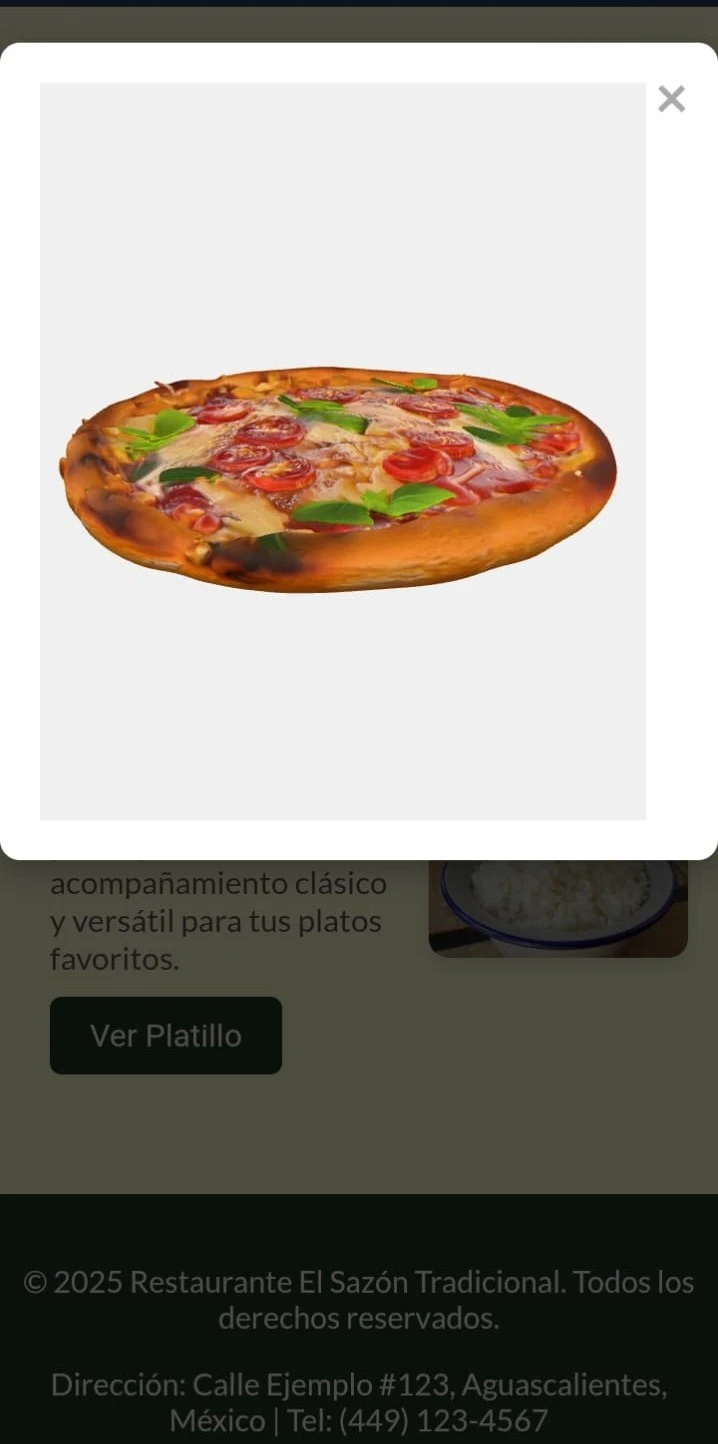 acompañamiento clásico
y versátil para tus platos
favoritos.
Ver Platillo
© 2025 Restaurante El Sazón Tradicional. Todos los
derechos reservados.
Dirección: Calle Ejemplo #123, Aguascalientes,
México | Tel: (449) 123-4567